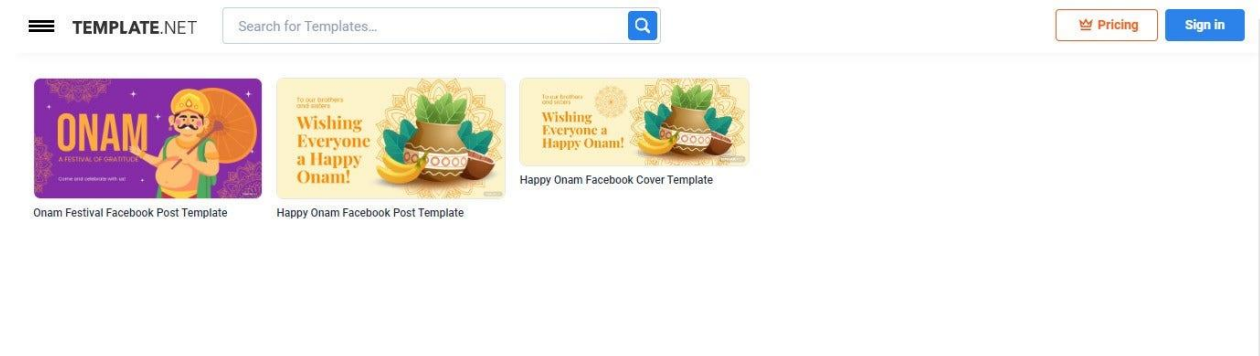 TEMPLATE.NET
Search for Templates...
Pricing
Sign in
ONAM
A FESTIVAL OF GRATITUDE
Come and celebrate with us!
Onam Festival Facebook Post Template
To our brothers
and sisters
Wishing
Everyone
a Happy
Onam!
Happy Onam Facebook Post Template
To our brothers
and sisters
Wishing
Everyone a
Happy Onam!
Happy Onam Facebook Cover Template